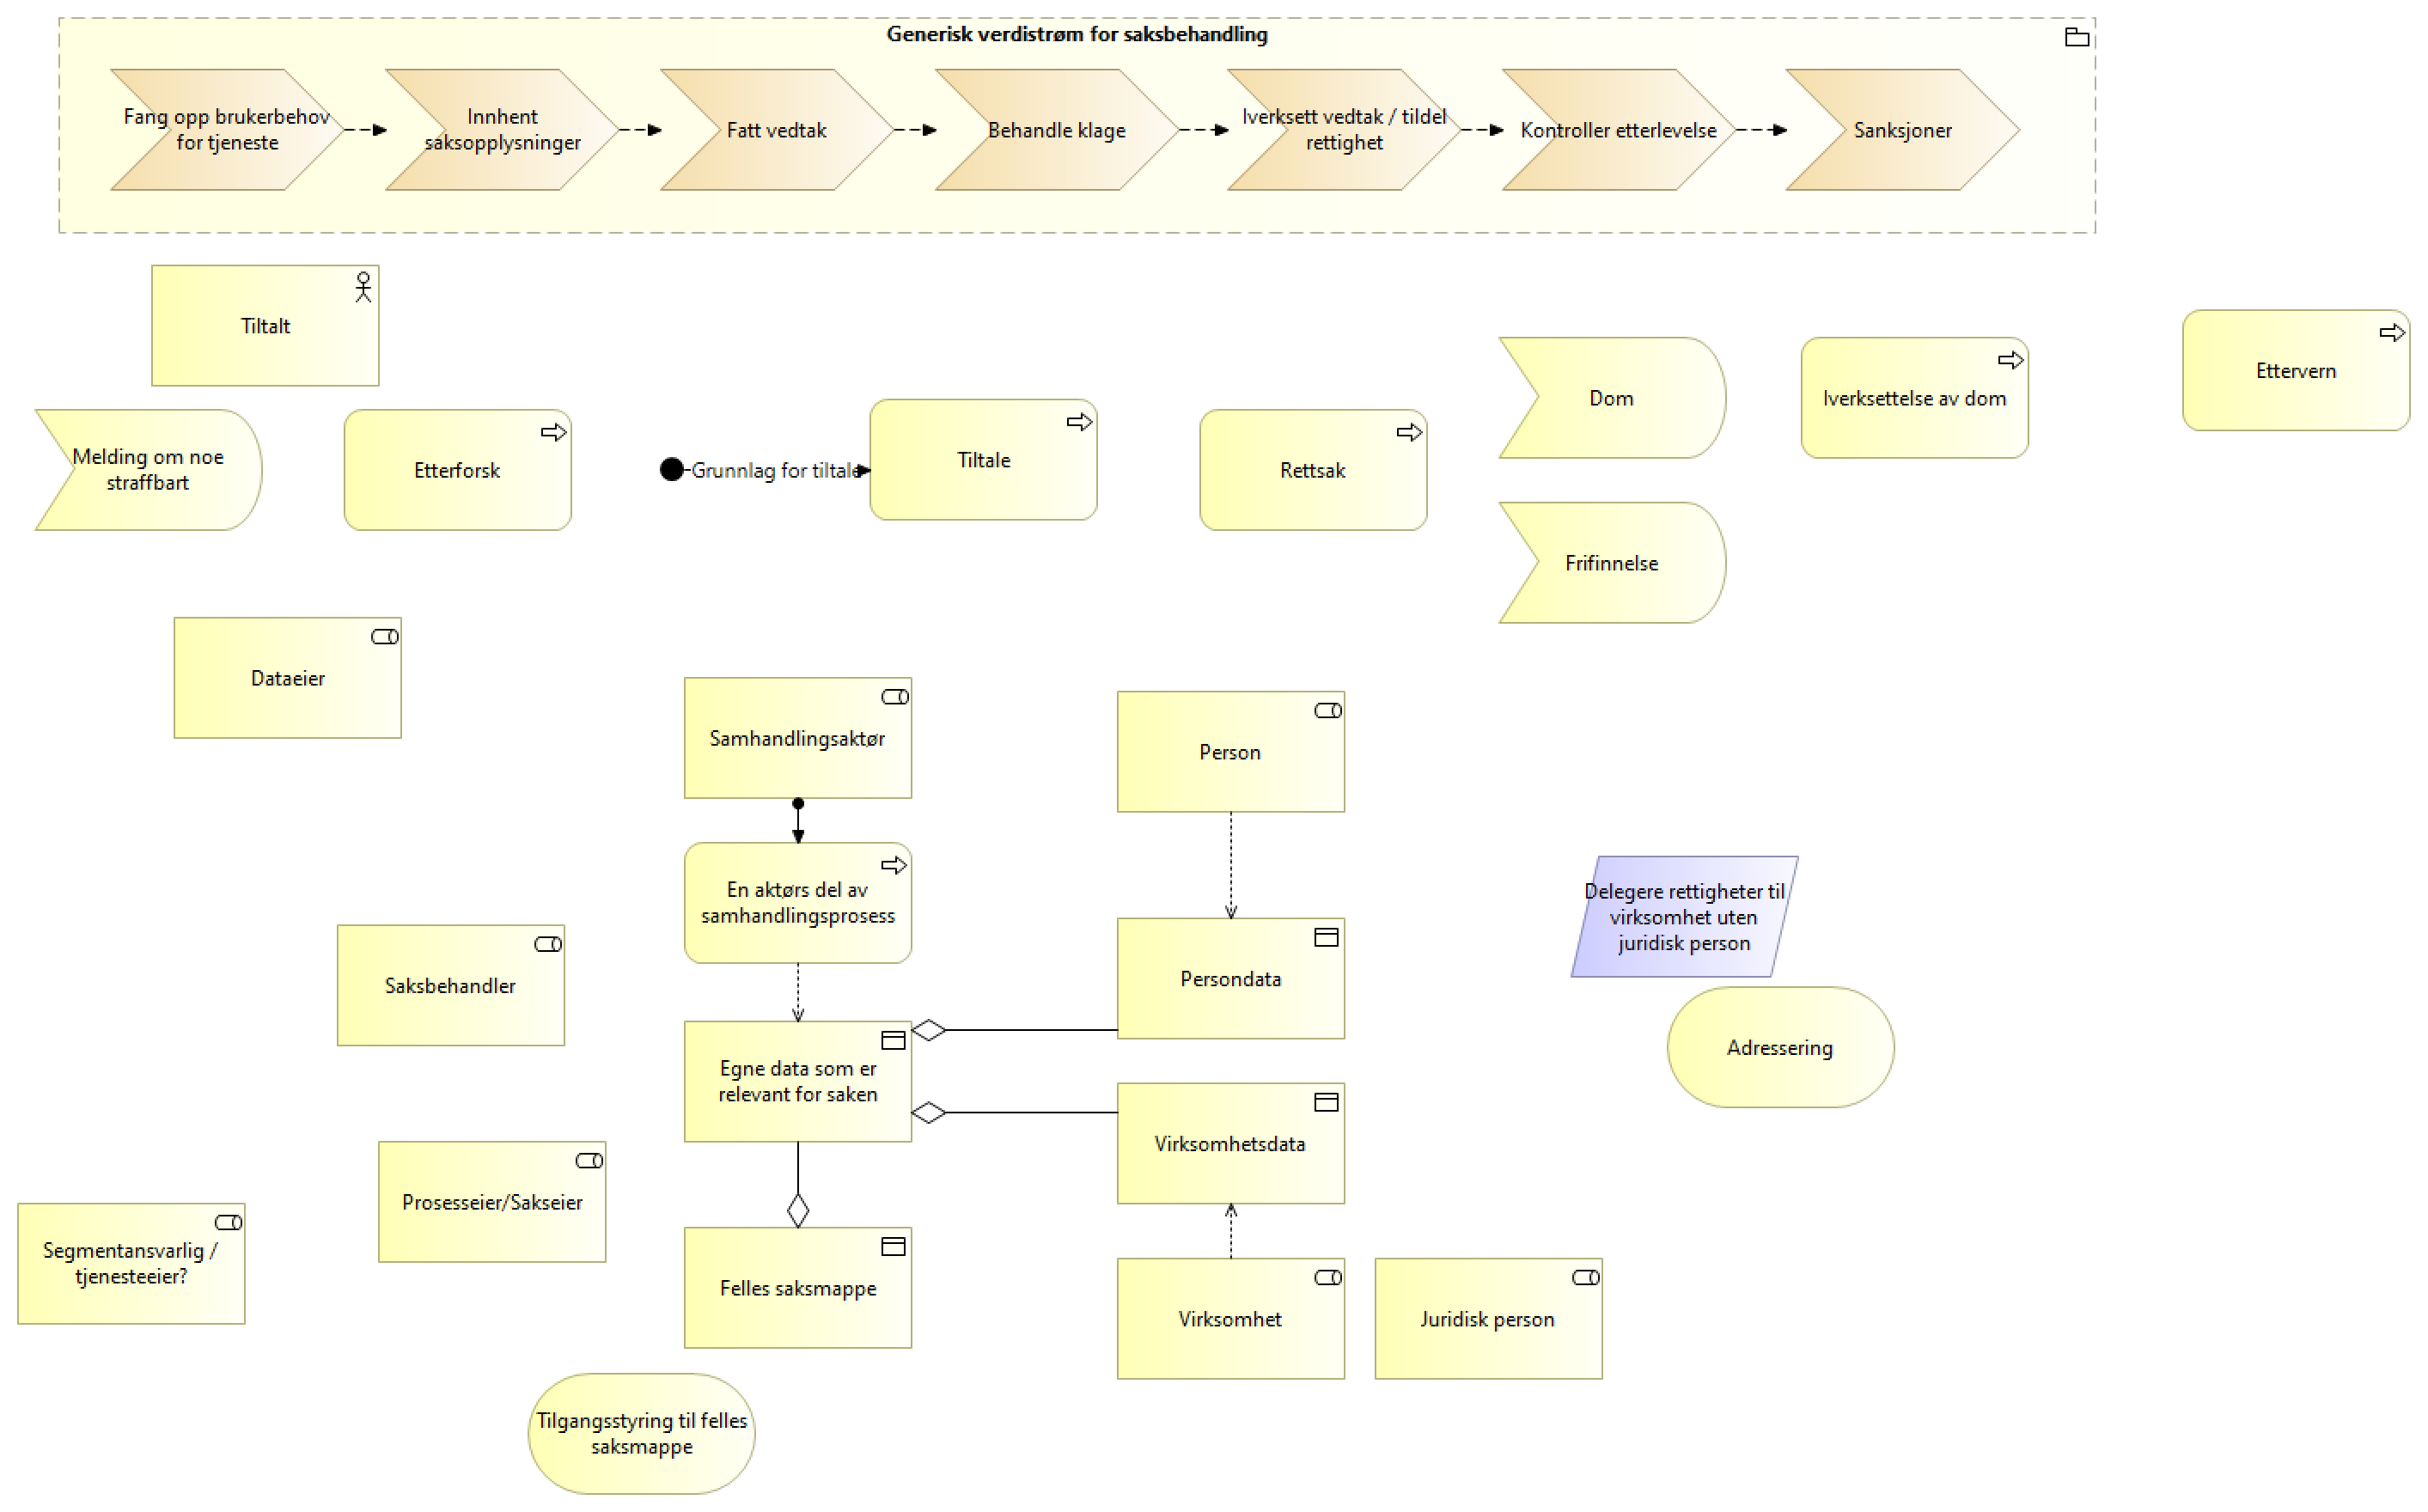 Generisk verdistrøm for saksbehandling
Fang opp brukerbehov
for tjeneste
Innhent
saksopplysninger
Fatt vedtak
Behandle klage
Iverksett vedtak / tildel
rettighet
Kontroller etterlevelse
Sanksjoner
Tiltalt
Melding om noe
straffbart
Etterforsk
Grunnlag for tiltale
Tiltale
Rettsak
Dom
Iverksettelse av dom
Ettervern
Frifinnelse
Dataeier
Samhandlingsaktør
Person
En aktørs del av
samhandlingsprosess
Delegere rettigheter til
virksomhet uten
juridisk person
Saksbehandler
Persondata
Adressering
Egne data som er
relevant for saken
Virksomhetsdata
Prosesseier/Sakseier
Segmentansvarlig /
tjenesteeier?
Felles saksmappe
Virksomhet
Juridisk person
Tilgangsstyring til felles
saksmappe